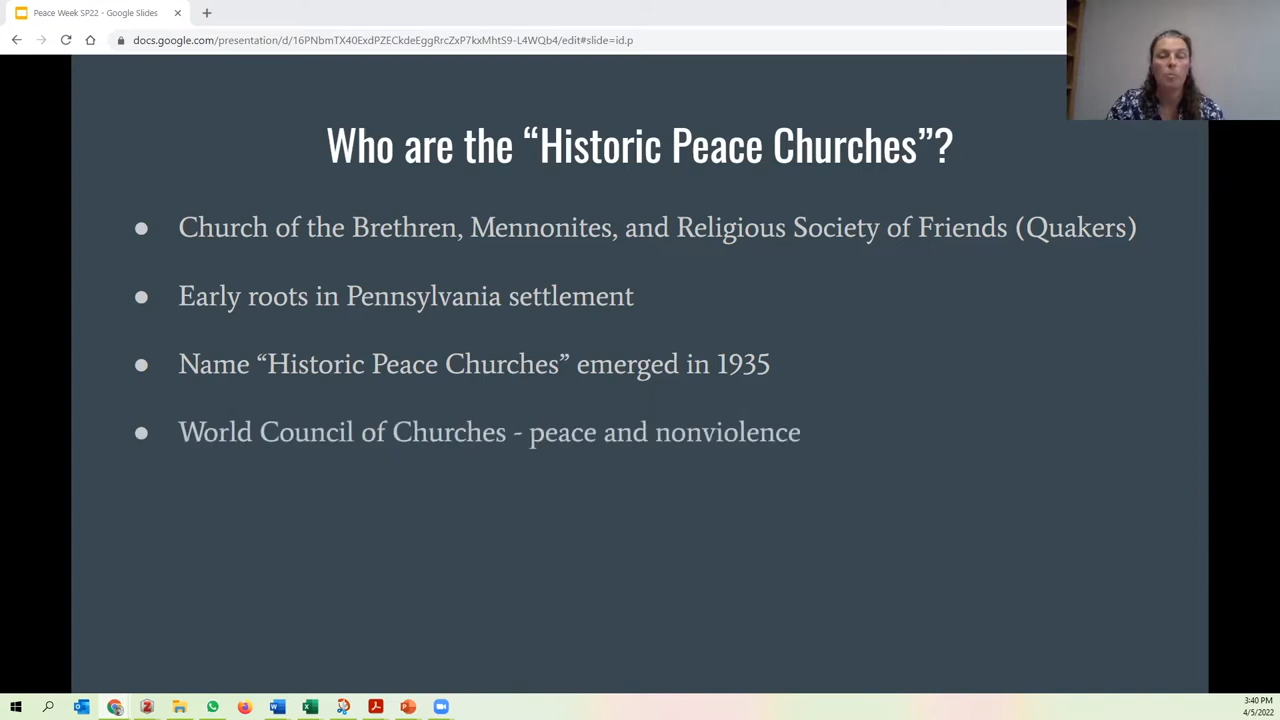 Peace Week SP22 - Google Slides
docs.google.com/presentation/d/16PNbmTX40ExdPZECkdeEggRrcZxP7kxMhtS9-L4WQb4/edit#slide=id.p
Who are the “Historic Peace Churches”?
● Church of the Brethren, Mennonites, and Religious Society of Friends (Quakers)
● Early roots in Pennsylvania settlement
● Name “Historic Peace Churches” emerged in 1935
● World Council of Churches - peace and nonviolence
3:40 PM
4/5/2022